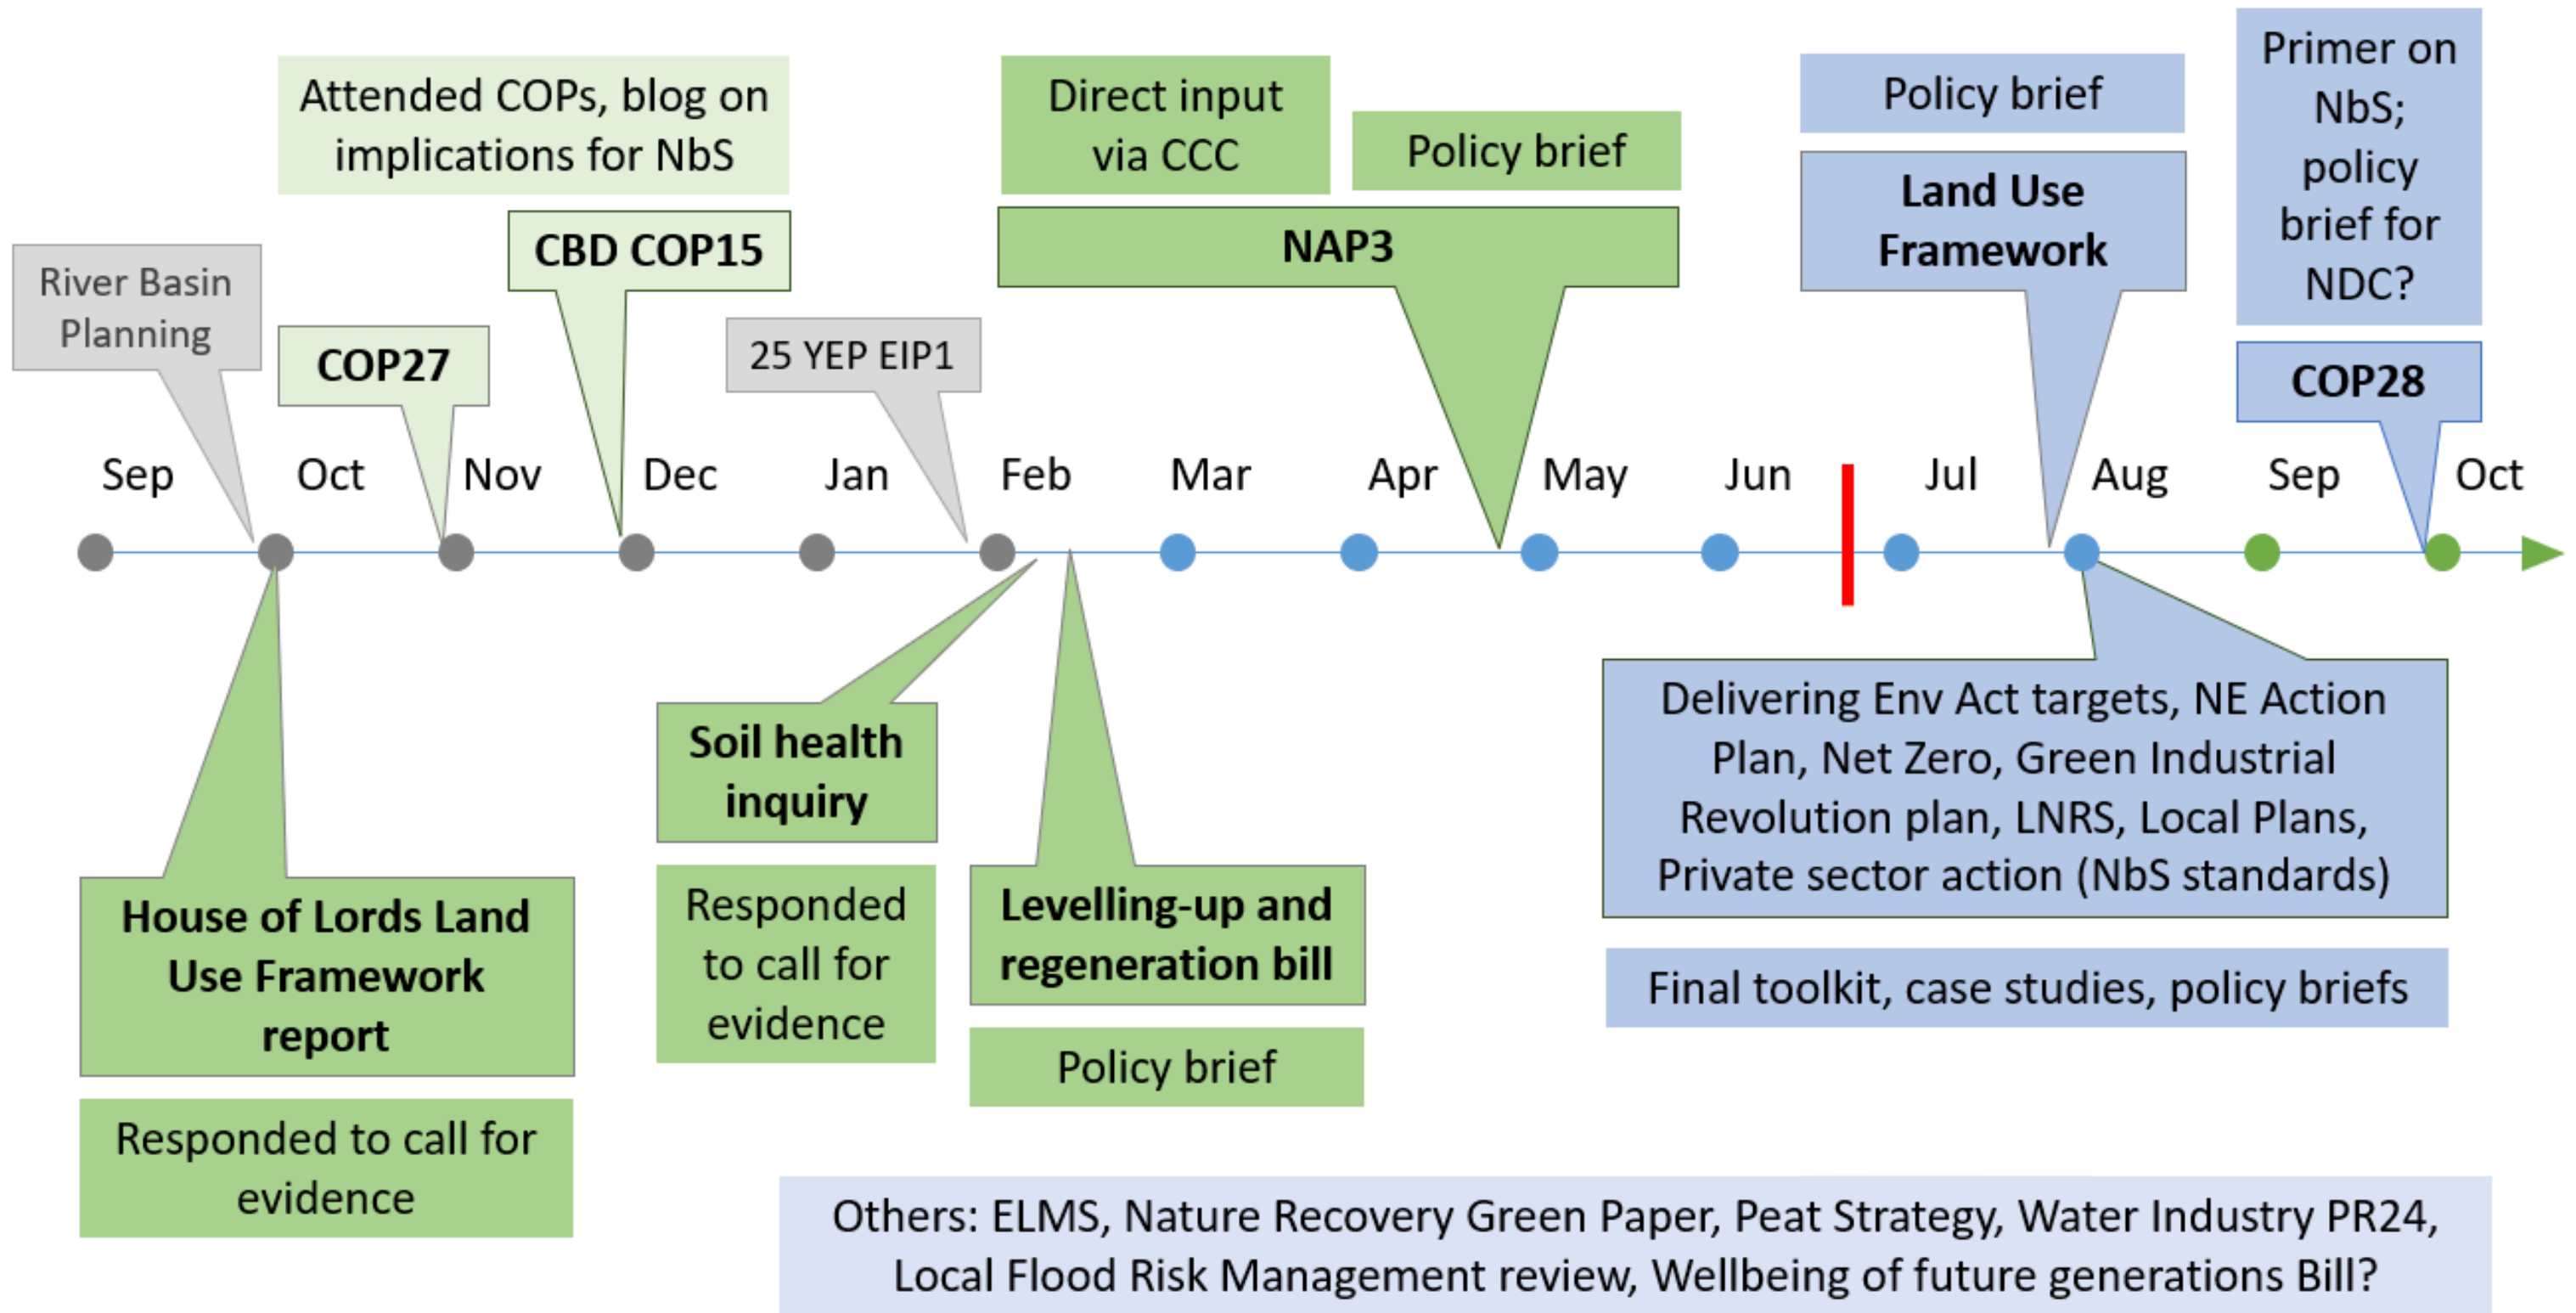 Attended COPs, blog on
implications for NbS
Direct input
via CCC
Policy brief
Policy brief
Primer on
NbS;
policy
brief for
NDC?
River Basin
Planning
COP27
CBD COP15
25 YEP EIP1
NAP3
Land Use
Framework
COP28
Sep
Oct
Nov
Dec
Jan
Feb
Mar
Apr
May
Jun
Jul
Aug
Sep
Oct
House of Lords Land
Use Framework
report
Responded to call for
evidence
Soil health
inquiry
Responded
to call for
evidence
Levelling-up and
regeneration bill
Policy brief
Delivering Env Act targets, NE Action
Plan, Net Zero, Green Industrial
Revolution plan, LNRS, Local Plans,
Private sector action (NbS standards)
Final toolkit, case studies, policy briefs
Others: ELMS, Nature Recovery Green Paper, Peat Strategy, Water Industry PR24,
Local Flood Risk Management review, Wellbeing of future generations Bill?